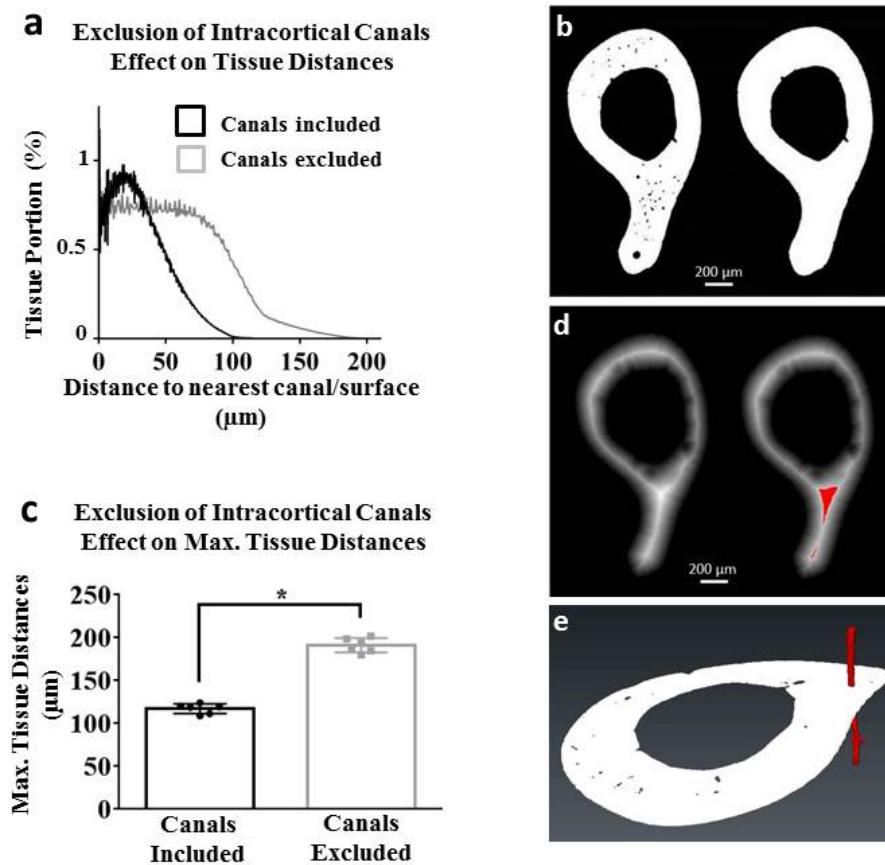 a
Exclusion of Intracortical Canals
Effect on Tissue Distances
Canals included
Canals excluded
Tissue Portion (%)
1
0.5
0
0 50 100 150 200
Distance to nearest canal/surface
(μm)
b
200 μm
c
Exclusion of Intracortical Canals
Effect on Max. Tissue Distances
Max. Tissue Distances
(μm)
250
200
150
100
50
0
*
Canals
Included
Canals
Excluded
d
200 μm
e